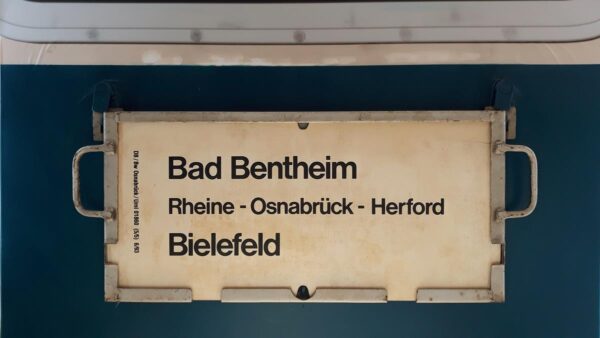 Bad Bentheim
Rheine - Osnabrück - Herford
Bielefeld